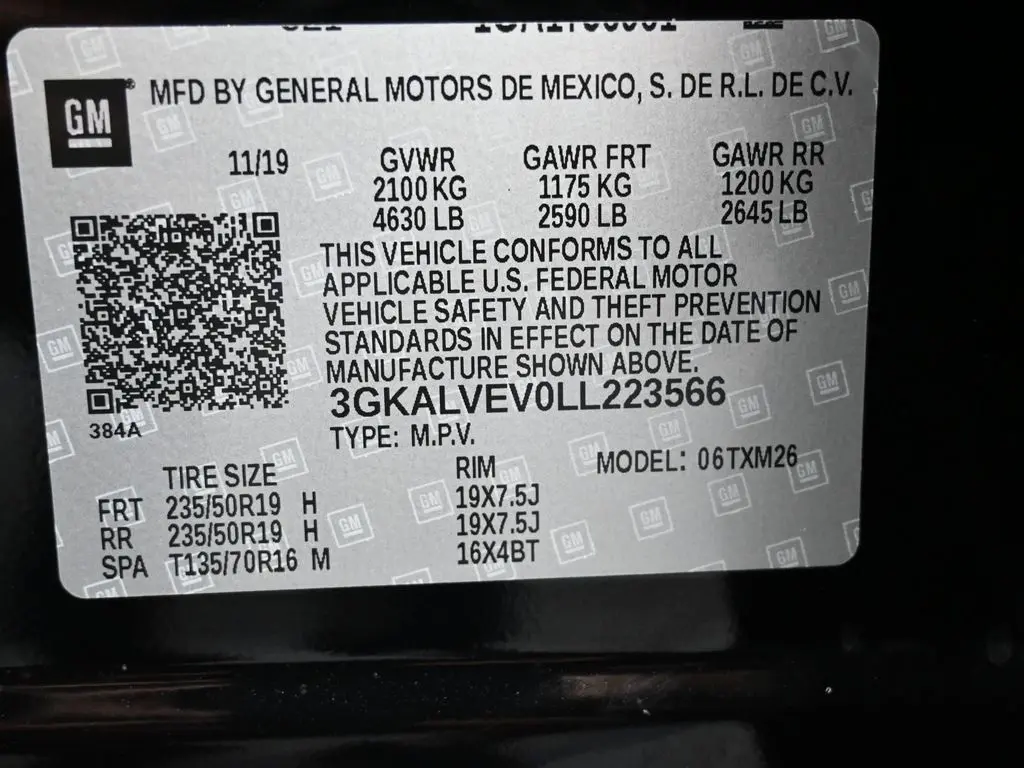 GM
MFD BY GENERAL MOTORS DE MEXICO, S. DE R.L. DE C.V.
11/19 GVWR GAWR FRT GAWR RR
2100 KG 1175 KG 1200 KG
4630 LB 2590 LB 2645 LB
THIS VEHICLE CONFORMS TO ALL
APPLICABLE U.S. FEDERAL MOTOR
VEHICLE SAFETY AND THEFT PREVENTION
STANDARDS IN EFFECT ON THE DATE OF
MANUFACTURE SHOWN ABOVE.
3GKALVEV0LL223566
384A
TYPE: M.P.V.
TIRE SIZE RIM MODEL: 06TXM26
FRT 235/50R19 H 19X7.5J
RR 235/50R19 H 19X7.5J
SPA T135/70R16 M 16X4BT